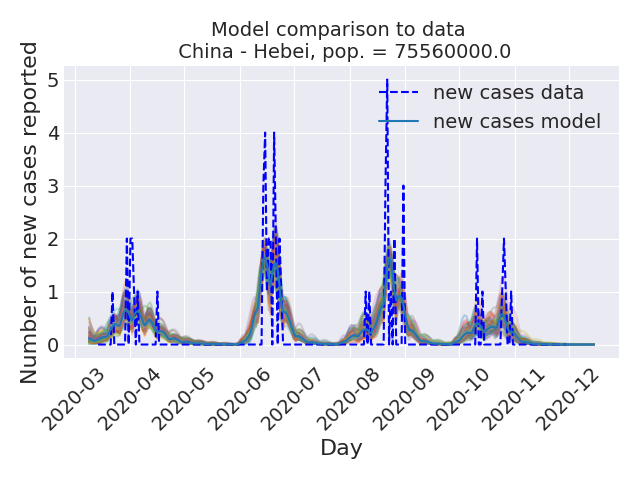 Model comparison to data
China - Hebei, pop. = 75560000.0
Number of new cases reported
5
4
3
2
1
0
new cases data
new cases model
2020-03
2020-04
2020-05
2020-06
2020-07
2020-08
2020-09
2020-10
2020-11
2020-12
Day